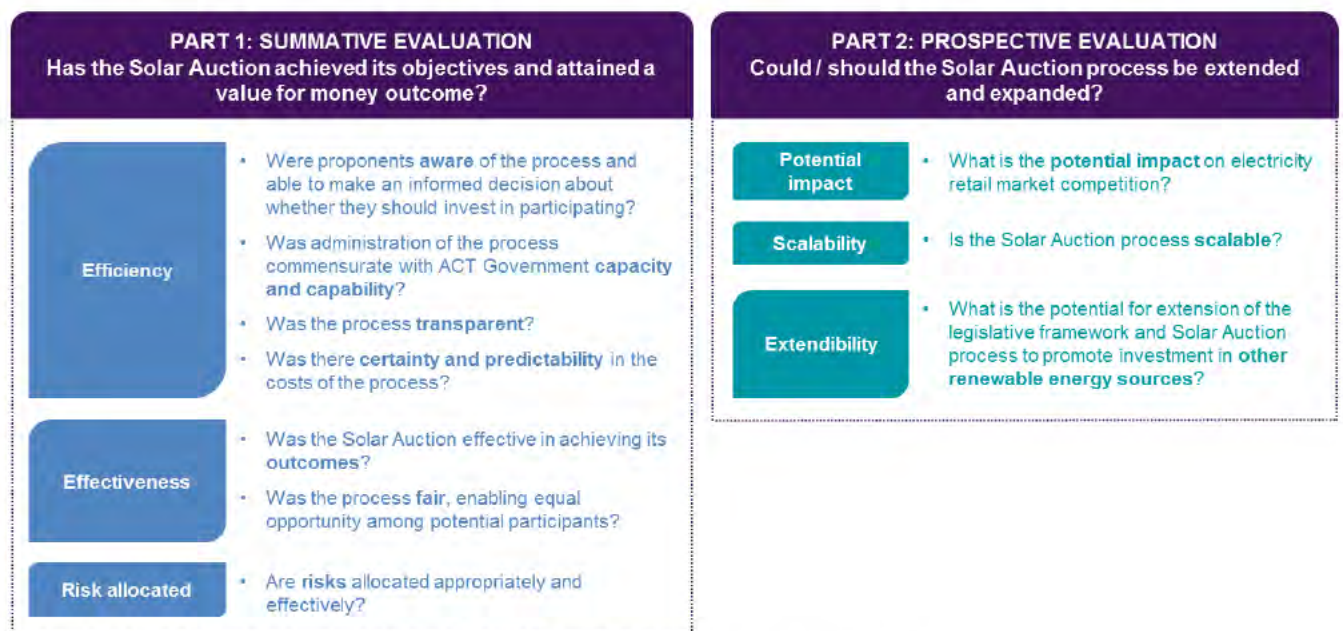 PART 1: SUMMATIVE EVALUATION
Has the Solar Auction achieved its objectives and attained a
value for money outcome?
Efficiency
• Were proponents aware of the process and
able to make an informed decision about
whether they should invest in participating?
• Was administration of the process
commensurate with ACT Government capacity
and capability?
• Was the process transparent?
• Was there certainty and predictability in the
costs of the process?
Effectiveness
• Was the Solar Auction effective in achieving its
outcomes?
• Was the process fair, enabling equal
opportunity among potential participants?
Risk allocated
• Are risks allocated appropriately and
effectively?
PART 2: PROSPECTIVE EVALUATION
Could / should the Solar Auction process be extended
and expanded?
Potential
impact
• What is the potential impact on electricity
retail market competition?
Scalability
• Is the Solar Auction process scalable?
Extendibility
• What is the potential for extension of the
legislative framework and Solar Auction
process to promote investment in other
renewable energy sources?